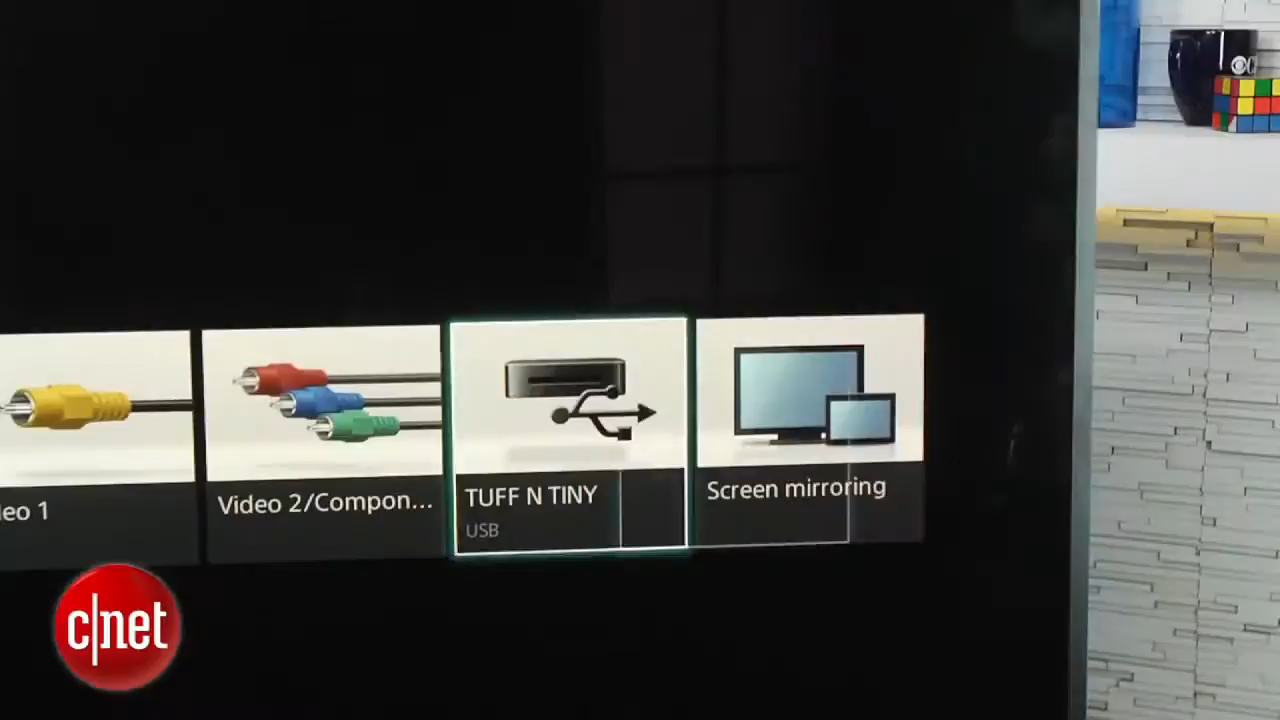 eo 1
Video 2/Compon...
TUFF N TINY
USB
Screen mirroring
c|net